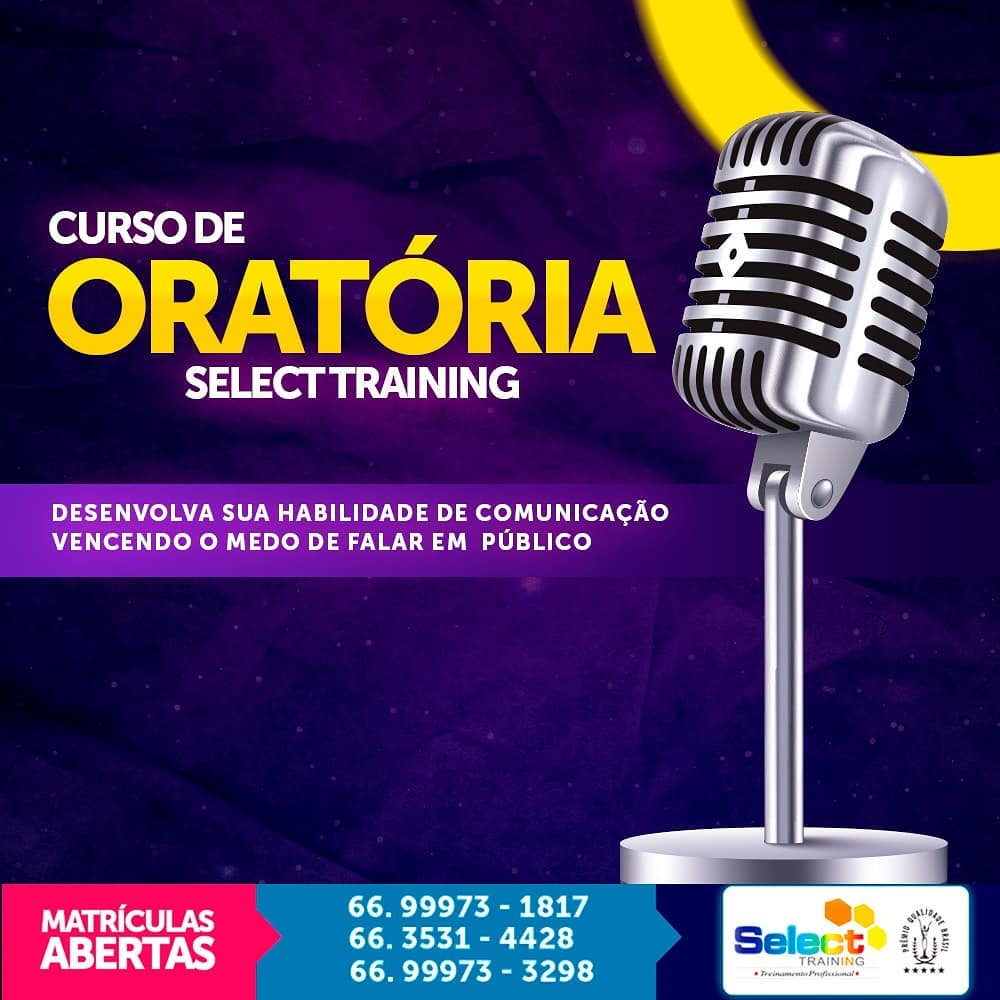 CURSO DE
ORATÓRIA
SELECT TRAINING
DESENVOLVA SUA HABILIDADE DE COMUNICAÇÃO
VENCENDO O MEDO DE FALAR EM PÚBLICO
MATRÍCULAS
ABERTAS
66. 99973 - 1817
66. 3531 - 4428
66. 99973 - 3298
Select
TRAINING
• Treinamento Profissional •
PRÊMIO QUALIDADE BRASIL